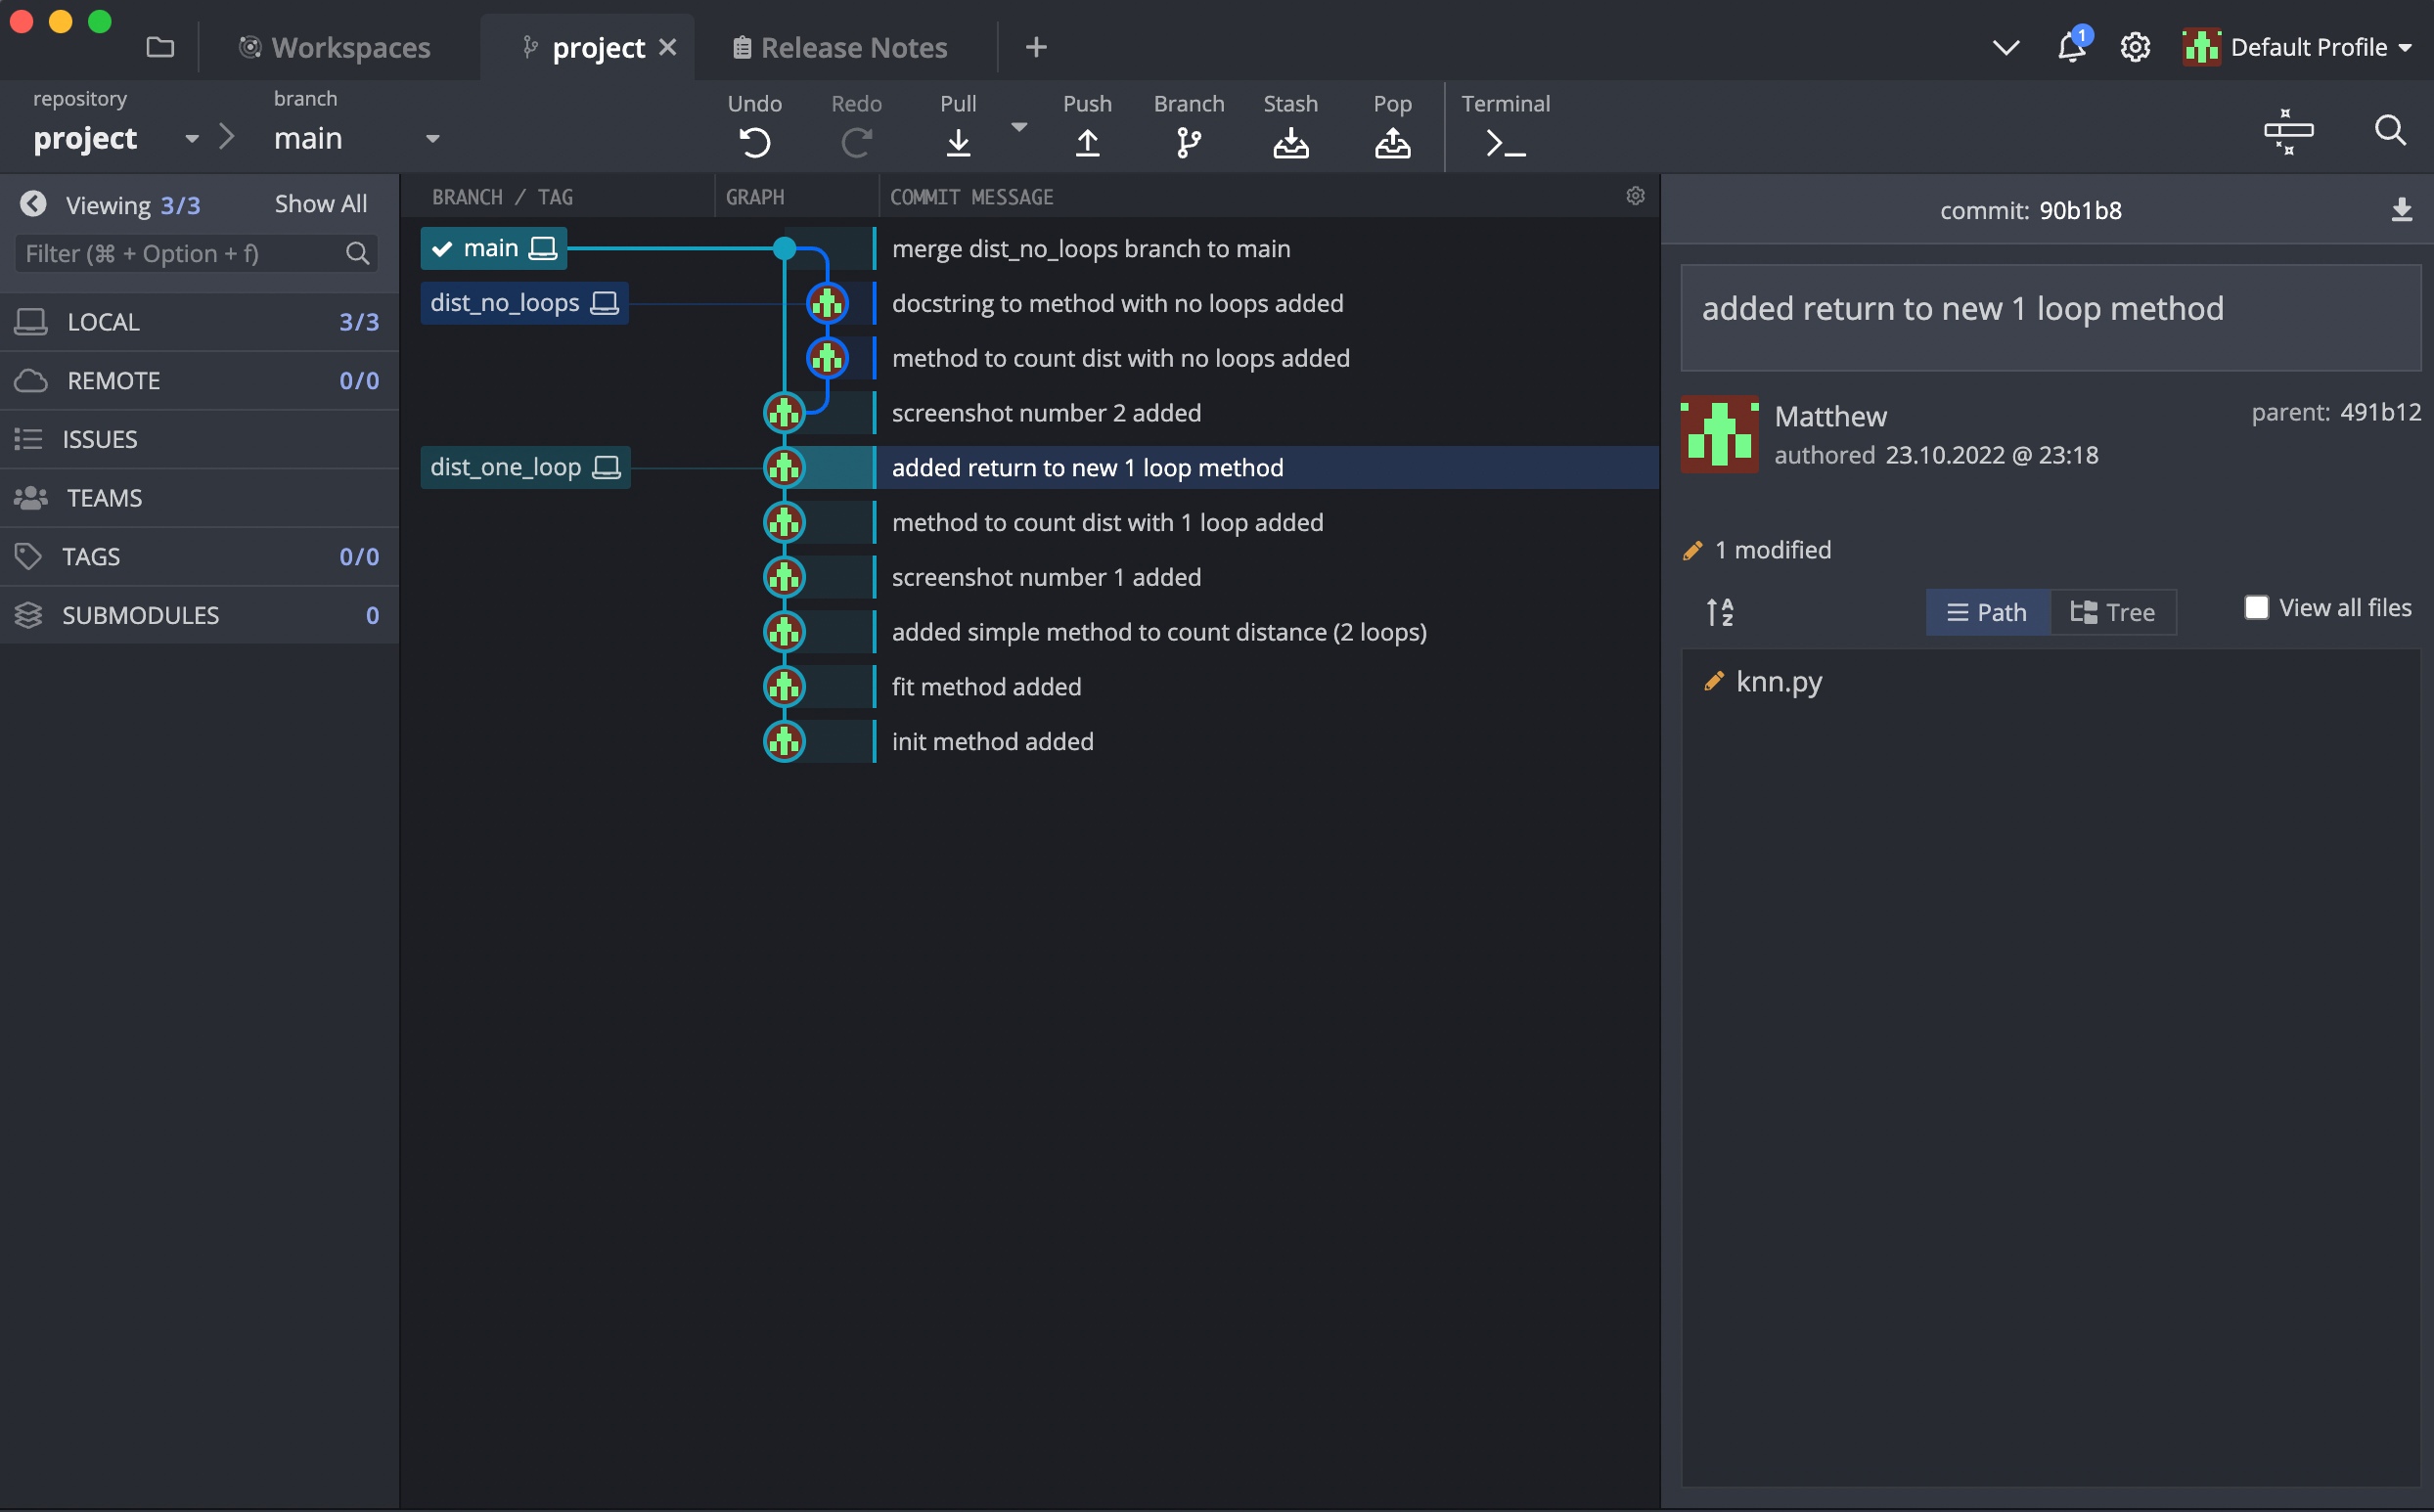 Workspaces project Release Notes 1 Default Profile
repository branch
project main
Undo Redo Pull Push Branch Stash Pop Terminal
Viewing 3/3 Show All
Filter (⌘ + Option + f)
LOCAL 3/3
REMOTE 0/0
ISSUES
TEAMS
TAGS 0/0
SUBMODULES 0
BRANCH / TAG GRAPH COMMIT MESSAGE
main merge dist_no_loops branch to main
dist_no_loops docstring to method with no loops added
method to count dist with no loops added
screenshot number 2 added
dist_one_loop added return to new 1 loop method
method to count dist with 1 loop added
screenshot number 1 added
added simple method to count distance (2 loops)
fit method added
init method added
commit: 90b1b8
added return to new 1 loop method
Matthew parent: 491b12
authored 23.10.2022 @ 23:18
1 modified
A Z Path Tree View all files
knn.py